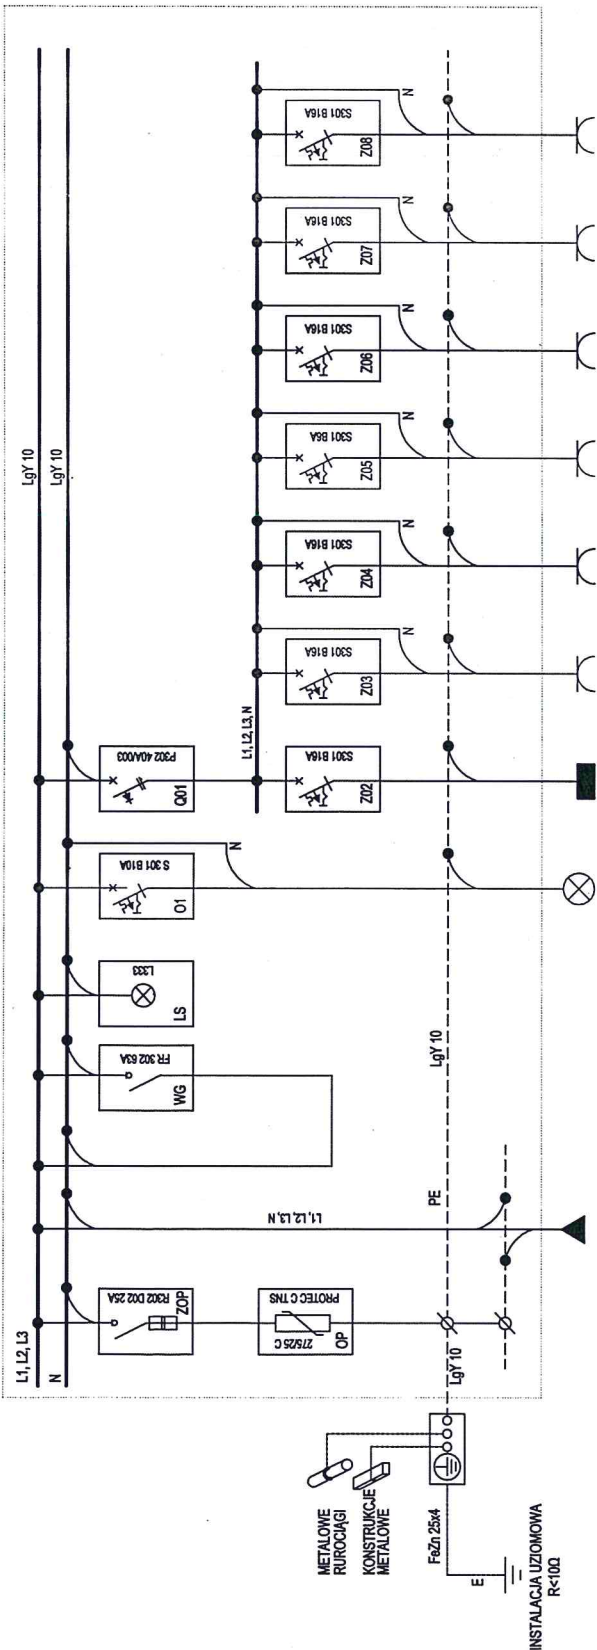 L1, L2, L3
N
LgY 10
LgY 10
R302 D02 25A
ZOP
PROTEC C TNS
275/25 C
OP
L1, L2, L3, N
FR 302 63A
WG
L333
LS
S 301 B10A
O1
N
P302 40A/003
Q01
L1, L2, L3, N
S301 B16A
Z02
S301 B16A
Z03
N
S301 B16A
Z04
N
S301 B6A
Z05
N
S301 B16A
Z06
N
S301 B16A
Z07
N
S301 B16A
Z08
N
PE
LgY 10
LgY 10
METALOWE
RUROCIĄGI
KONSTRUKCJE
METALOWE
FeZn 25x4
E
INSTALACJA UZIOMOWA
R<10Ω